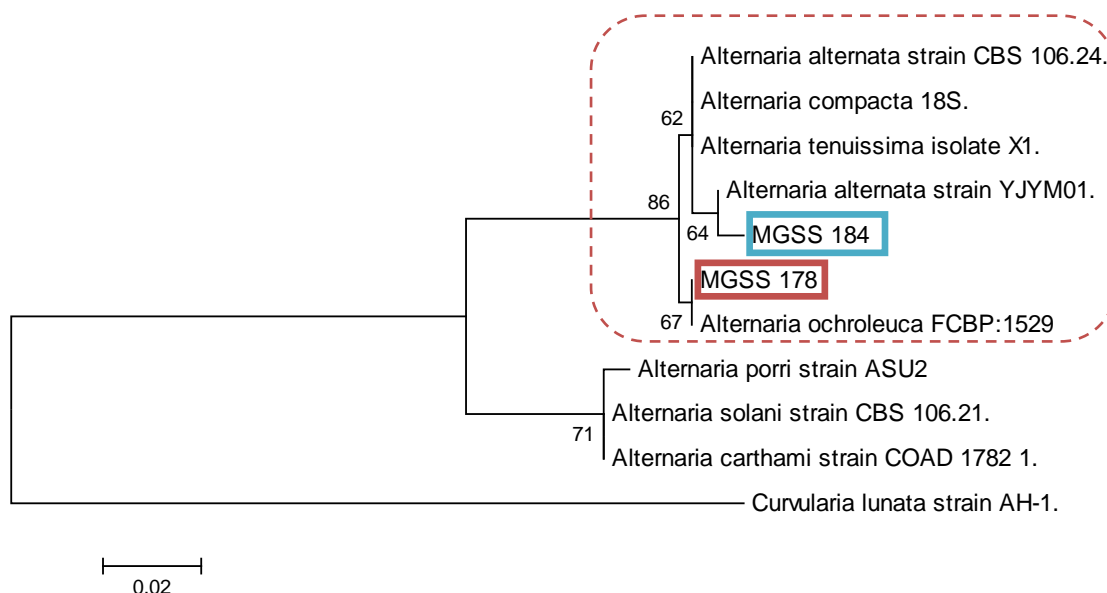 Alternaria alternata strain CBS 106.24.
Alternaria compacta 18S.
62
Alternaria tenuissima isolate X1.
Alternaria alternata strain YJYM01.
86
64
MGSS 184
MGSS 178
67
Alternaria ochroleuca FCBP:1529
Alternaria porri strain ASU2
Alternaria solani strain CBS 106.21.
71
Alternaria carthami strain COAD 1782 1.
Curvularia lunata strain AH-1.
0.02